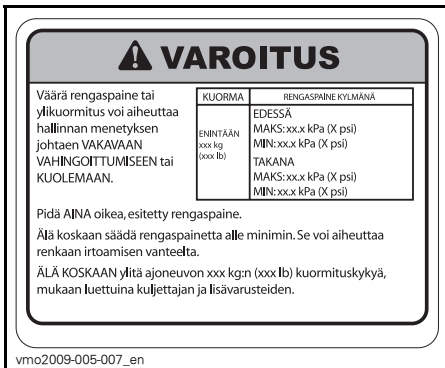 VAROITUS
Väärä rengaspaine tai
ylikuormitus voi aiheuttaa
hallinnan menetyksen
johtaen VAKAVAAN
VAHINGOITTUMISEEN tai
KUOLEMAAN.
KUORMA
RENGASPAINE KYLMÄNÄ
ENINTÄÄN
xxx kg
(xxx lb)
EDESSÄ
MAKS: xx.x kPa (X psi)
MIN: xx.x kPa (X psi)
TAKANA
MAKS: xx.x kPa (X psi)
MIN: xx.x kPa (X psi)
Pidä AINA oikea, esitetty rengaspaine.
Älä koskaan säädä rengaspainetta alle minimin. Se voi aiheuttaa
renkaan irtoamisen vanteelta.
ÄLÄ KOSKAAN ylitä ajoneuvon xxx kg:n (xxx lb) kuormituskykyä,
mukaan luettuina kuljettajan ja lisävarusteiden.
vmo2009-005-007_en